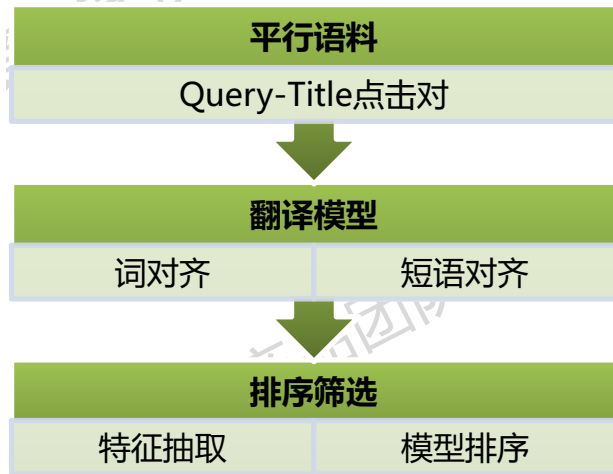 平行语料
Query-Title点击对
翻译模型
词对齐 短语对齐
排序筛选
特征抽取 模型排序